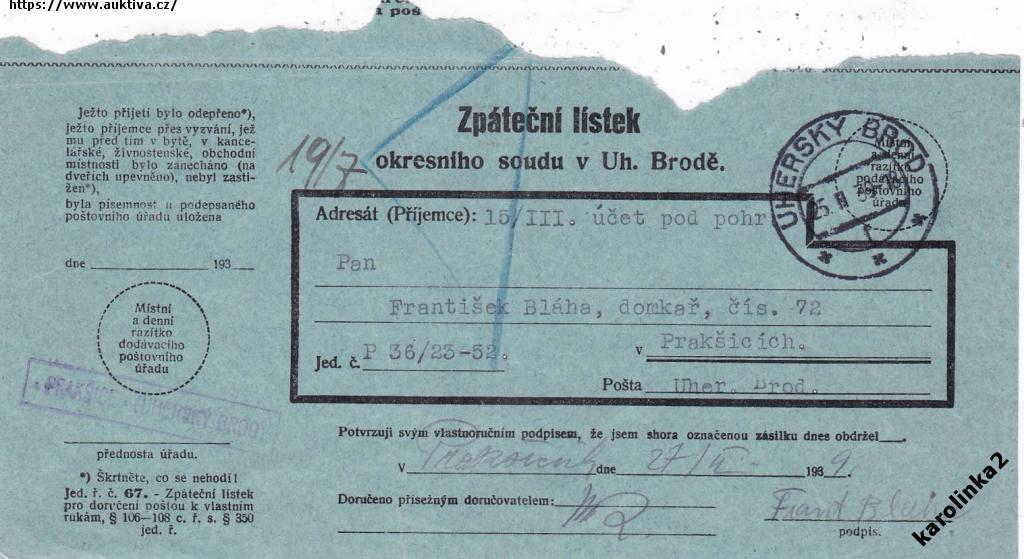 https://www.auktiva.cz/
Zpáteční lístek
okresního soudu v Uh. Brodě.
19/7
Ježto přijetí bylo odepřeno*),
ježto příjemce přes vyzvání, jež
mu před tím v bytě, v kance-
lářské, živnostenské, obchodní
místnosti bylo zanecháno (na
dveřích upevněno), nebyl zasti-
žen*),
byla písemnost u podepsaného
poštovního úřadu uložena
dne 193
Místní
a denní
razítko
dodávacího
poštovního
úřadu
PRAKŠICE (UHERSKÝ BROD)
přednosta úřadu.
*) Škrtněte, co se nehodí!
Jed. ř. č. 67. - Zpáteční lístek
pro doručení poštou k vlastním
rukám, § 106—108 c. ř. s. § 350
jed. ř.
UHERSKÝ BROD
Místní
a denní
razítko
podávacího
poštovního
úřadu
Adresát (Příjemce): 15/III. účet pod pohr
Pan
František Bláha, domkař, čís. 72
Jed. č. P 36/23-52. v Prakšicích.
Pošta Uher. Brod.
Potvrzuji svým vlastnoručním podpisem, že jsem shora označenou zásilku dnes obdržel
V dne 27/II 1939.
Doručeno přísežným doručovatelem:
podpis.
karolinka2